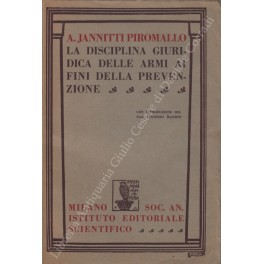 A. JANNITTI PIROMALLO
LA DISCIPLINA GIURI-
DICA DELLE ARMI AI
FINI DELLA PREVEN-
ZIONE
MILANO SOC. AN.
ISTITUTO EDITORIALE
SCIENTIFICO